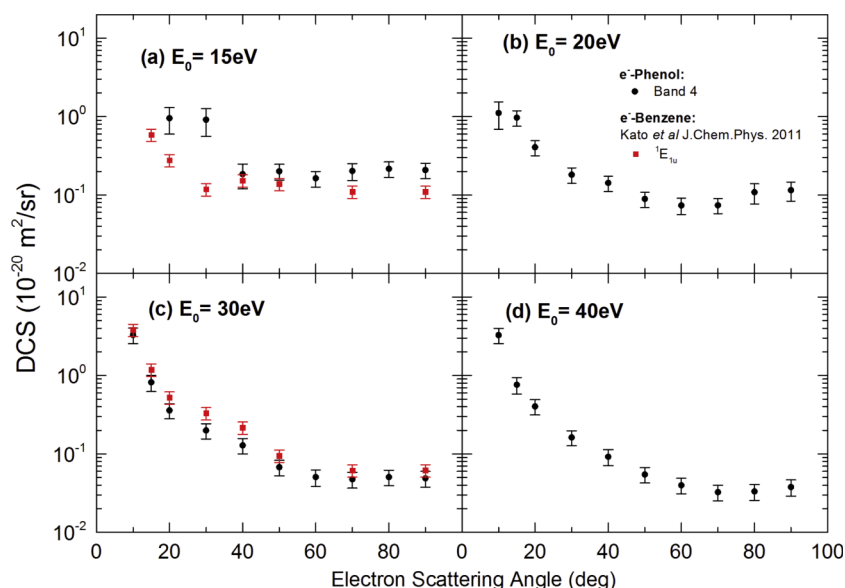 10¹
10⁰
10⁻¹
10⁻²
10¹
10⁰
10⁻¹
10⁻²
DCS (10⁻²⁰ m²/sr)
(a) E₀= 15eV
(b) E₀ = 20eV
e⁻-Phenol:
Band 4
e⁻-Benzene:
Kato et al J.Chem.Phys. 2011
¹E₁ᵤ
(c) E₀ = 30eV
(d) E₀ = 40eV
0 20 40 60 80 0 20 40 60 80 100
Electron Scattering Angle (deg)